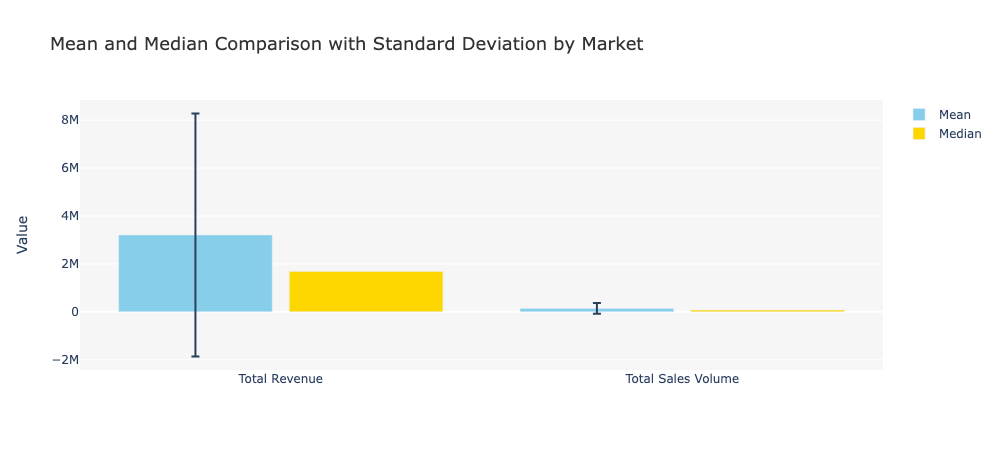 Mean and Median Comparison with Standard Deviation by Market
8M
6M
4M
2M
0
−2M
Value
Total Revenue
Total Sales Volume
Mean
Median